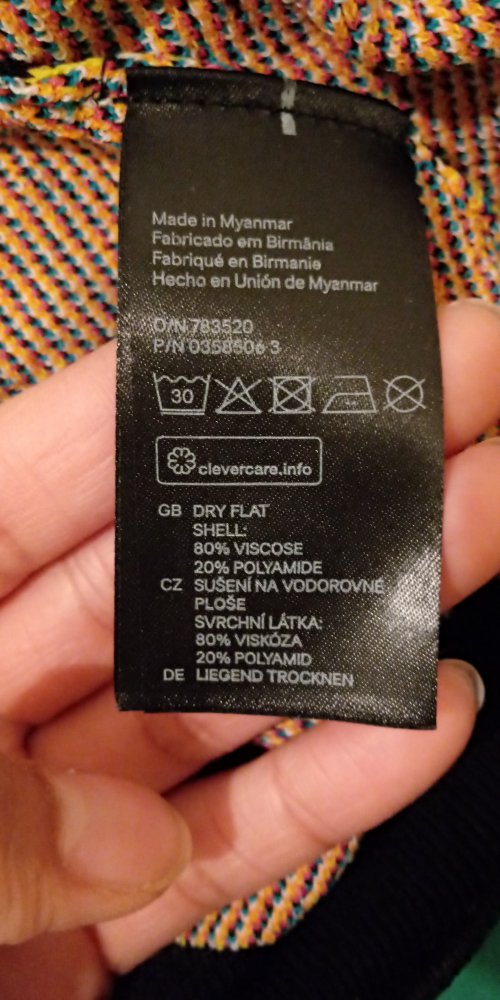 Made in Myanmar
Fabricado em Birmânia
Fabriqué en Birmanie
Hecho en Unión de Myanmar
O/N 783520
P/N 0358506 3
30
clevercare.info
GB DRY FLAT
SHELL:
80% VISCOSE
20% POLYAMIDE
CZ SUŠENÍ NA VODOROVNÉ
PLOŠE
SVRCHNÍ LÁTKA:
80% VISKÓZA
20% POLYAMID
DE LIEGEND TROCKNEN